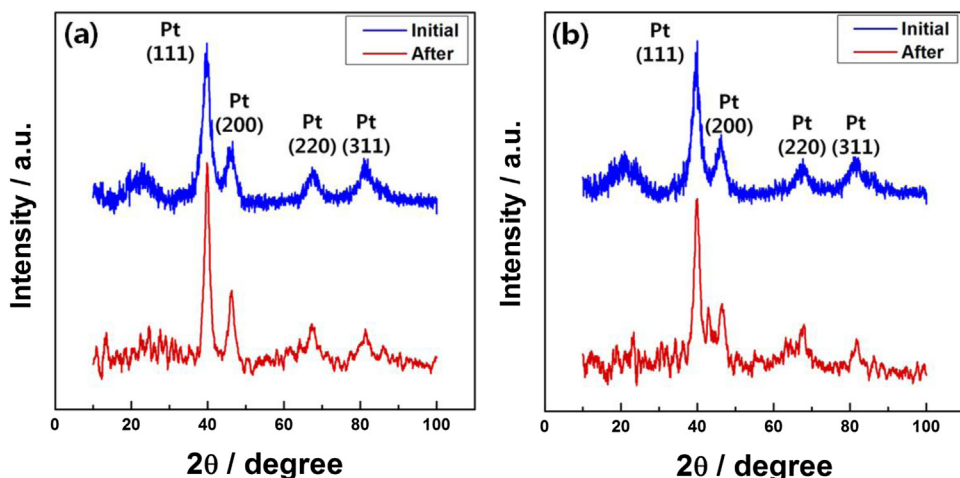 (a)
Initial
After
Pt
(111)
Pt
(200)
Pt
(220)
Pt
(311)
Intensity / a.u.
0
20
40
60
80
100
2θ / degree
(b)
Initial
After
Pt
(111)
Pt
(200)
Pt
(220)
Pt
(311)
Intensity / a.u.
0
20
40
60
80
100
2θ / degree